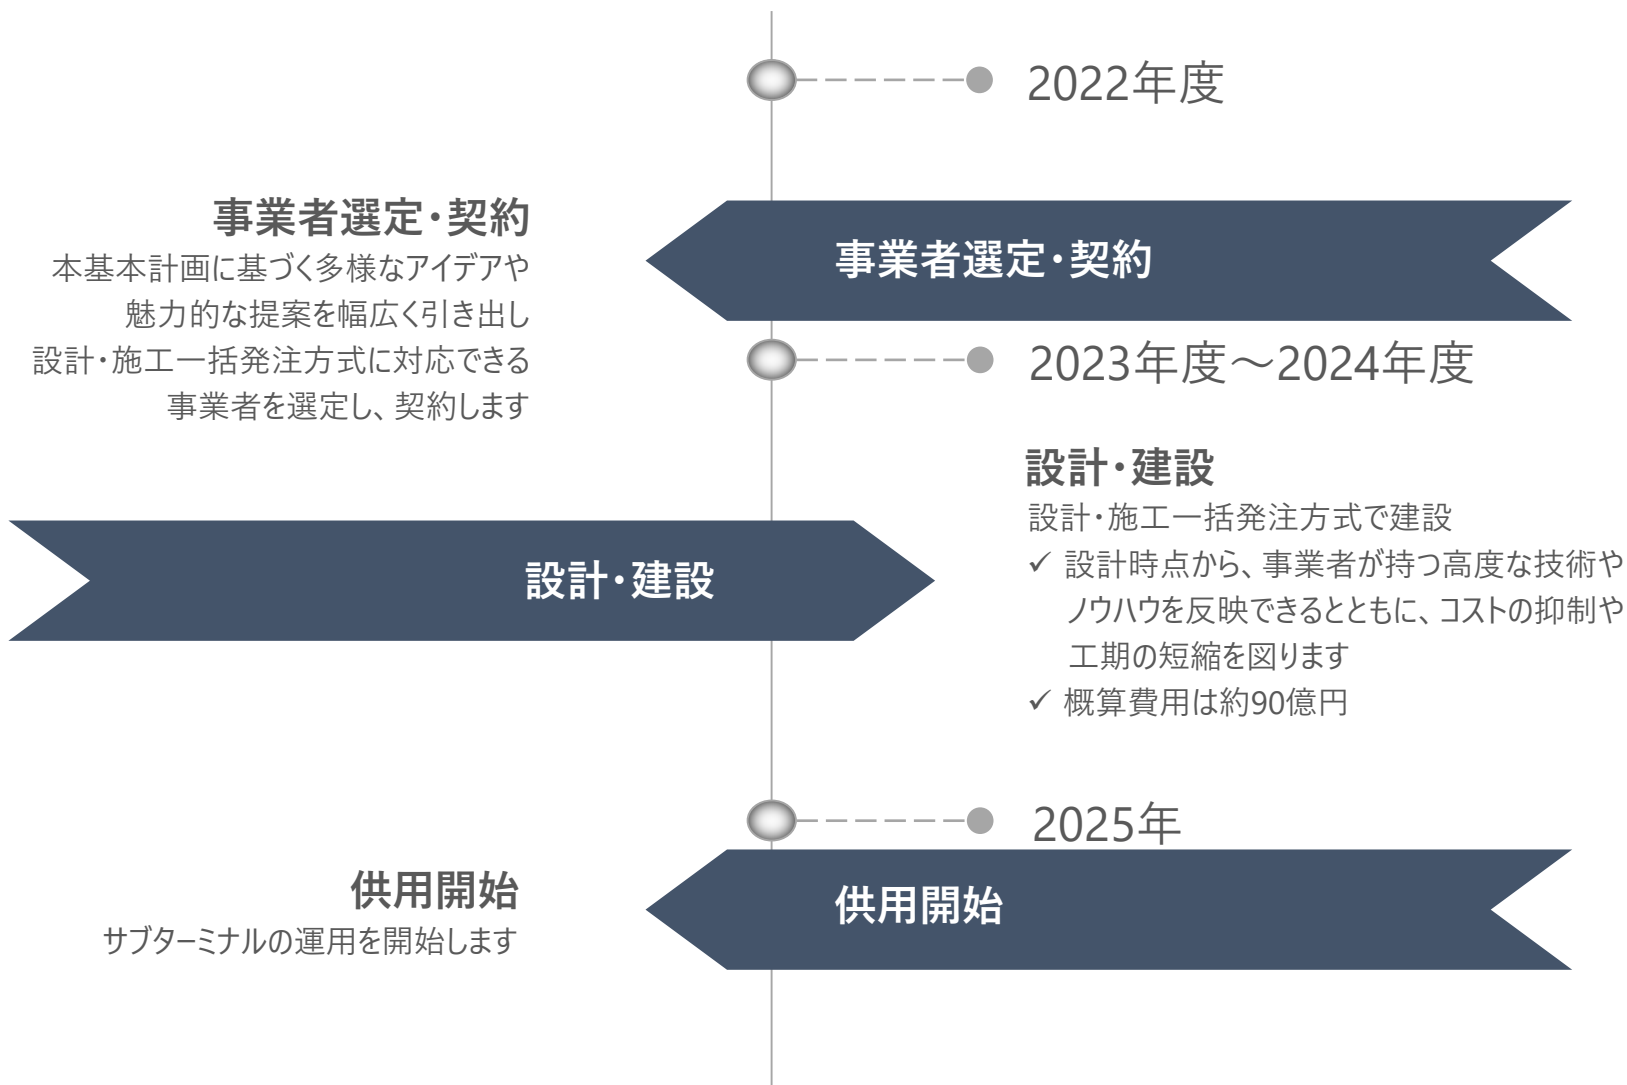 2022年度
事業者選定・契約
本基本計画に基づく多様なアイデアや
魅力的な提案を幅広く引き出し
設計・施工一括発注方式に対応できる
事業者を選定し、契約します
事業者選定・契約
2023年度～2024年度
設計・建設
設計・施工一括発注方式で建設
✓ 設計時点から、事業者が持つ高度な技術や
ノウハウを反映できるとともに、コストの抑制や
工期の短縮を図ります
✓ 概算費用は約90億円
設計・建設
2025年
供用開始
サブターミナルの運用を開始します
供用開始